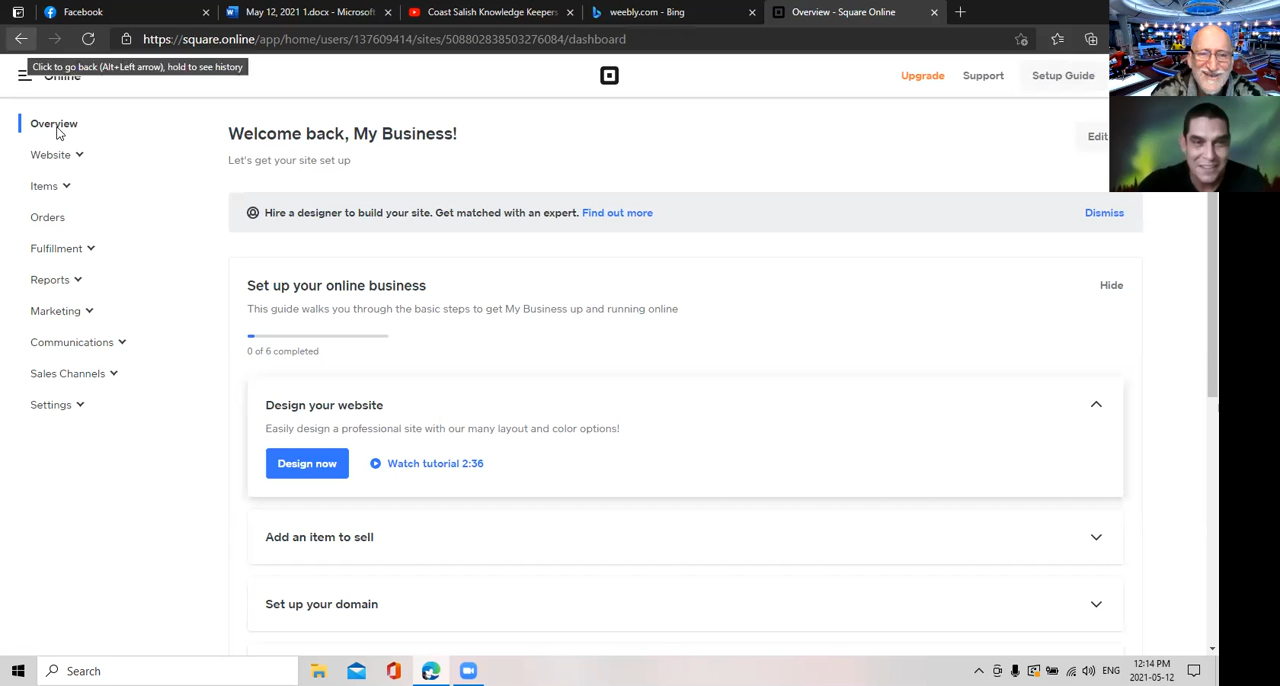 Facebook
May 12, 2021 1.docx - Microsoft
Coast Salish Knowledge Keepers
weebly.com - Bing
Overview - Square Online
https://square.online/app/home/users/137609414/sites/508802838503276084/dashboard
Click to go back (Alt+Left arrow), hold to see history
Online
Upgrade
Support
Setup Guide
Overview
Website
Items
Orders
Fulfillment
Reports
Marketing
Communications
Sales Channels
Settings
Welcome back, My Business!
Edit
Let's get your site set up
Hire a designer to build your site. Get matched with an expert. Find out more
Dismiss
Set up your online business
Hide
This guide walks you through the basic steps to get My Business up and running online
0 of 6 completed
Design your website
Easily design a professional site with our many layout and color options!
Design now
Watch tutorial 2:36
Add an item to sell
Set up your domain
Search
ENG
12:14 PM
2021-05-12